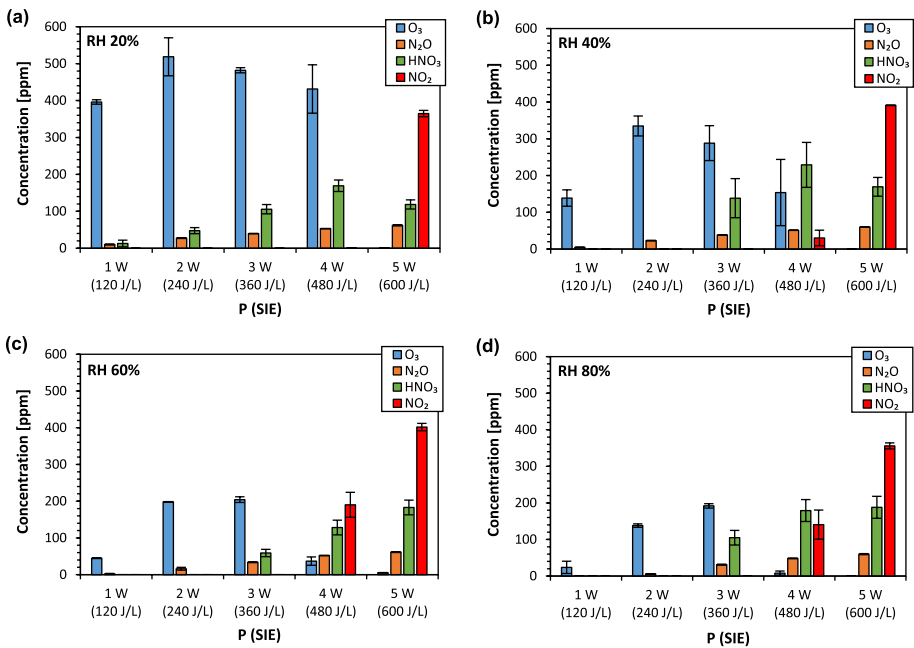 (a)
RH 20%
O₃
N₂O
HNO₃
NO₂
Concentration [ppm]
600
500
400
300
200
100
0
1 W 2 W 3 W 4 W 5 W
(120 J/L) (240 J/L) (360 J/L) (480 J/L) (600 J/L)
P (SIE)
(b)
RH 40%
O₃
N₂O
HNO₃
NO₂
Concentration [ppm]
600
500
400
300
200
100
0
1 W 2 W 3 W 4 W 5 W
(120 J/L) (240 J/L) (360 J/L) (480 J/L) (600 J/L)
P (SIE)
(c)
RH 60%
O₃
N₂O
HNO₃
NO₂
Concentration [ppm]
600
500
400
300
200
100
0
1 W 2 W 3 W 4 W 5 W
(120 J/L) (240 J/L) (360 J/L) (480 J/L) (600 J/L)
P (SIE)
(d)
RH 80%
O₃
N₂O
HNO₃
NO₂
Concentration [ppm]
600
500
400
300
200
100
0
1 W 2 W 3 W 4 W 5 W
(120 J/L) (240 J/L) (360 J/L) (480 J/L) (600 J/L)
P (SIE)